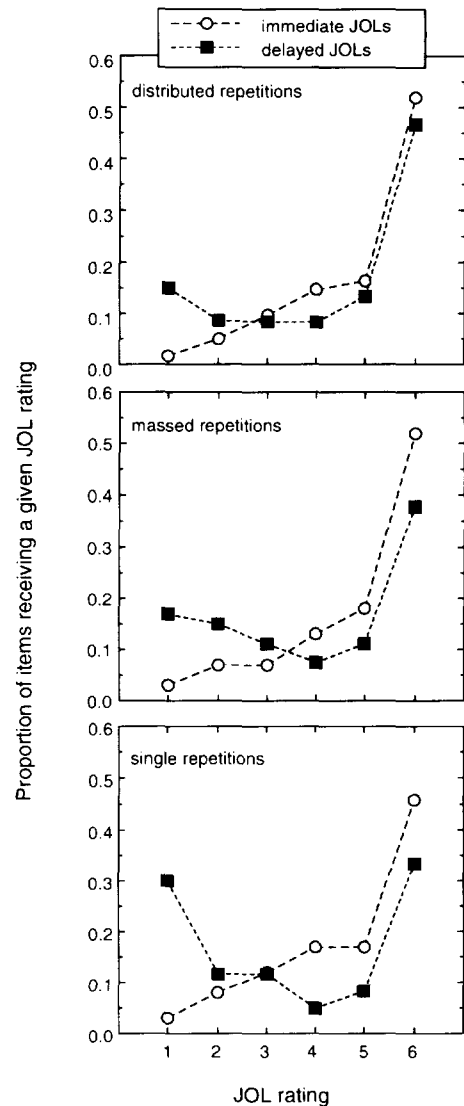 immediate JOLs
delayed JOLs
0.6
distributed repetitions
0.5
0.4
0.3
0.2
0.1
0.0
0.6
massed repetitions
0.5
0.4
0.3
0.2
0.1
0.0
0.6
single repetitions
0.5
0.4
0.3
0.2
0.1
0.0
1 2 3 4 5 6
JOL rating
Proportion of items receiving a given JOL rating